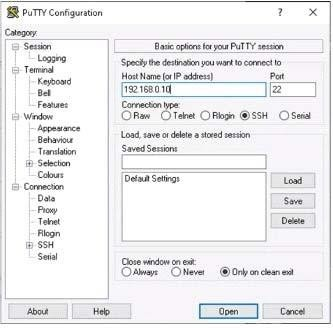 PuTTY Configuration
?
X
Category:
Session
Logging
Terminal
Keyboard
Bell
Features
Window
Appearance
Behaviour
Translation
Selection
Colours
Connection
Data
Proxy
Telnet
Rlogin
SSH
Serial
Basic options for your PuTTY session
Specify the destination you want to connect to
Host Name (or IP address) Port
192.168.0.10 22
Connection type:
Raw Telnet Rlogin SSH Serial
Load, save or delete a stored session
Saved Sessions
Default Settings
Load
Save
Delete
Close window on exit:
Always Never Only on clean exit
About Help Open Cancel